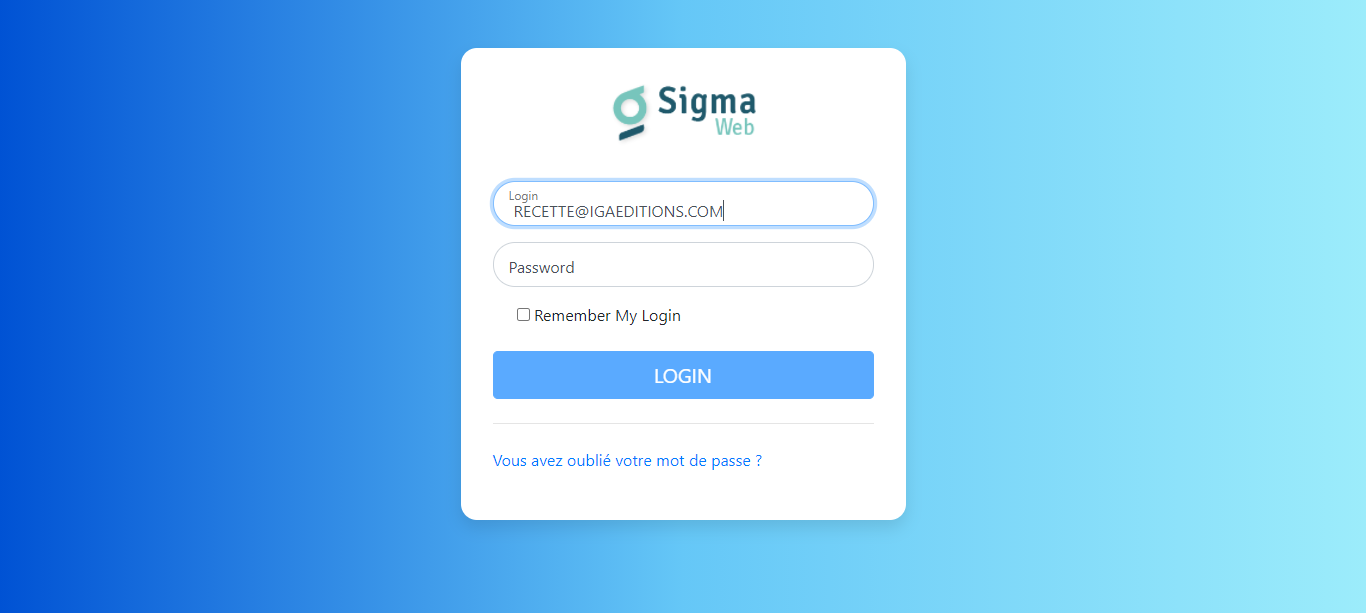 Sigma
Web
Login
RECETTE@IGAEDITIONS.COM
Password
Remember My Login
LOGIN
Vous avez oublié votre mot de passe ?